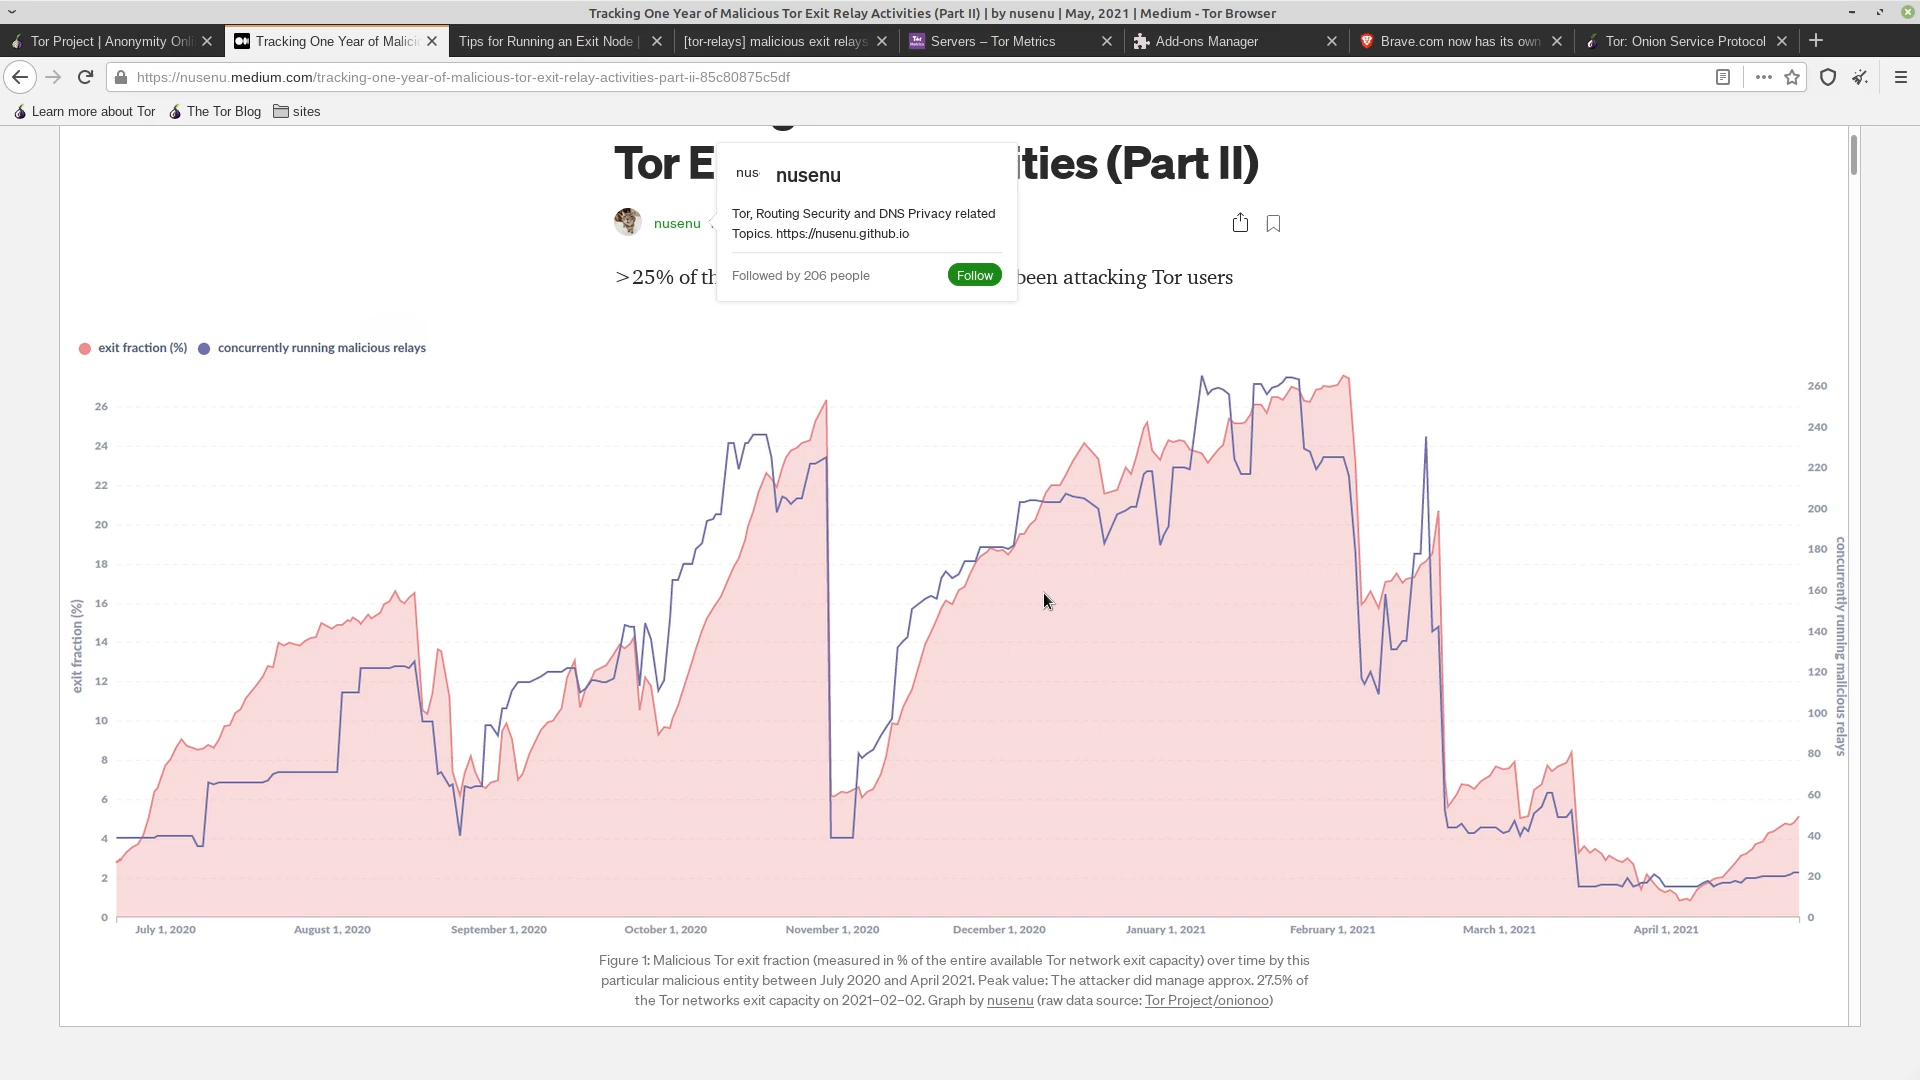 Tracking One Year of Malicious Tor Exit Relay Activities (Part II) | by nusenu | May, 2021 | Medium - Tor Browser
Tor Project | Anonymity Onli
Tracking One Year of Malicio
Tips for Running an Exit Node |
[tor-relays] malicious exit relays
Servers – Tor Metrics
Add-ons Manager
Brave.com now has its own
Tor: Onion Service Protocol
https://nusenu.medium.com/tracking-one-year-of-malicious-tor-exit-relay-activities-part-ii-85c80875c5df
Learn more about Tor
The Tor Blog
sites
Tor E
ities (Part II)
nus
nusenu
Tor, Routing Security and DNS Privacy related
Topics. https://nusenu.github.io
Followed by 206 people
Follow
nusenu
>25% of th
been attacking Tor users
exit fraction (%)
concurrently running malicious relays
26
24
22
20
18
16
14
12
10
8
6
4
2
0
exit fraction (%)
260
240
220
200
180
160
140
120
100
80
60
40
20
0
concurrently running malicious relays
July 1, 2020
August 1, 2020
September 1, 2020
October 1, 2020
November 1, 2020
December 1, 2020
January 1, 2021
February 1, 2021
March 1, 2021
April 1, 2021
Figure 1: Malicious Tor exit fraction (measured in % of the entire available Tor network exit capacity) over time by this
particular malicious entity between July 2020 and April 2021. Peak value: The attacker did manage approx. 27.5% of
the Tor networks exit capacity on 2021–02–02. Graph by nusenu (raw data source: Tor Project/onionoo)